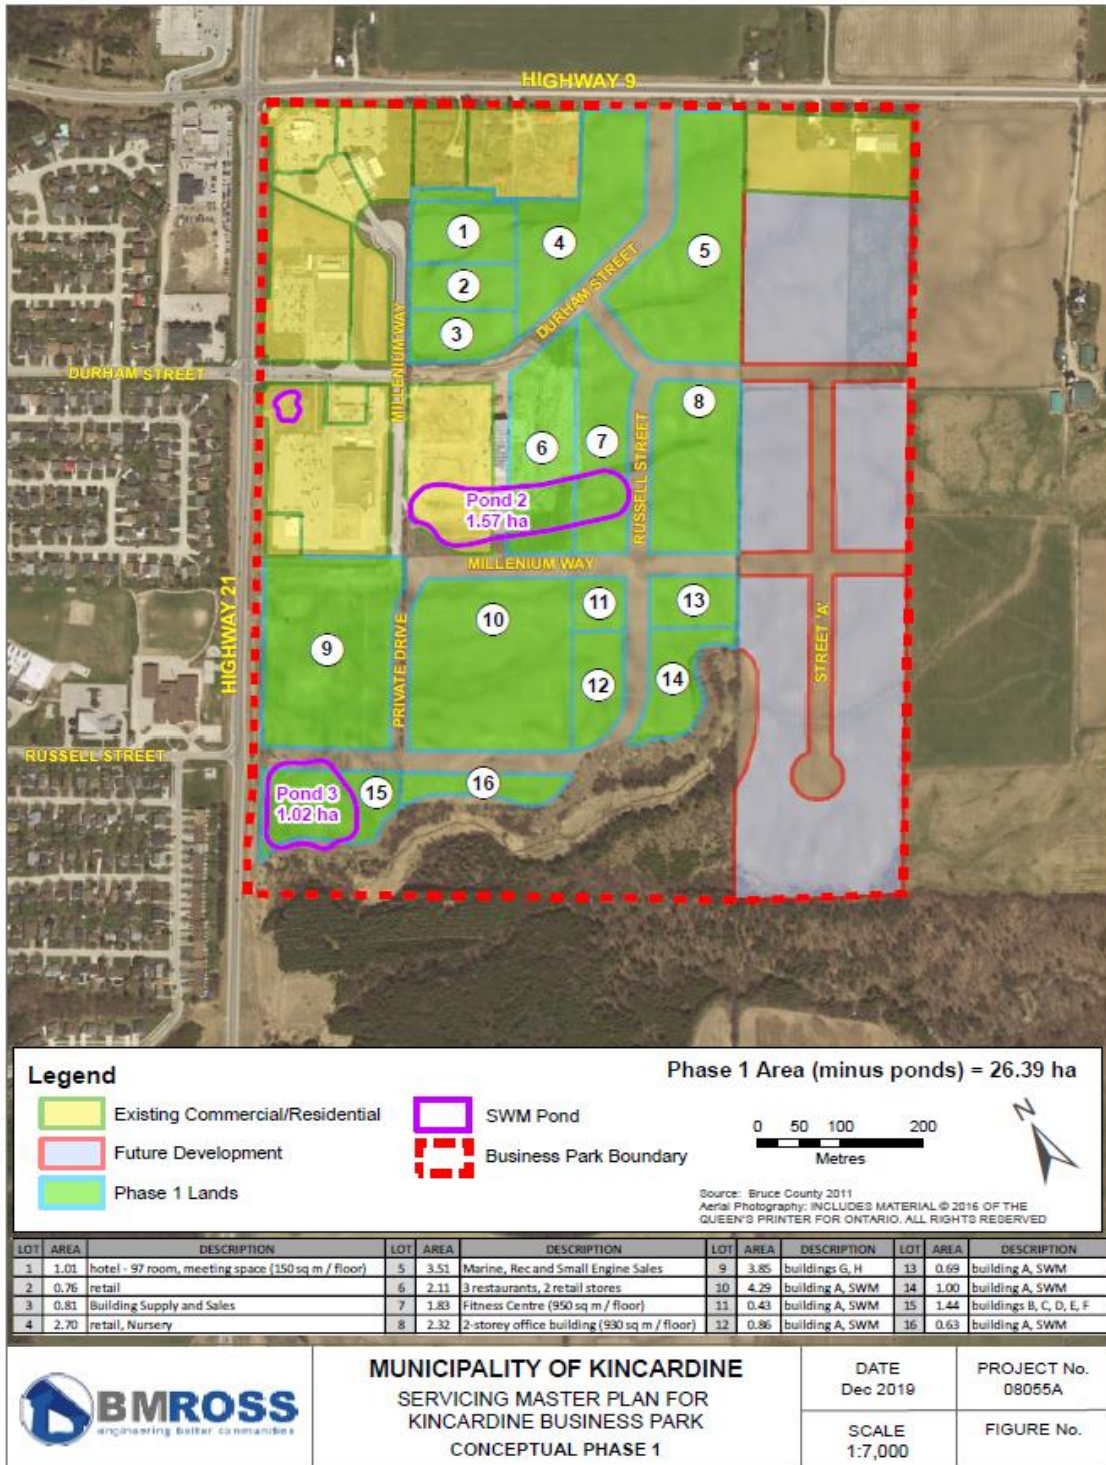 HIGHWAY 9
1
2
3
4
5
DURHAM STREET
MILLENIUM WAY
DURHAM STREET
6
7
8
RUSSELL STREET
Pond 2
1.57 ha
MILLENIUM WAY
HIGHWAY 21
9
PRIVATE DRIVE
10
11
12
13
14
STREET 'A'
RUSSELL STREET
Pond 3
1.02 ha
15
16
Legend
Existing Commercial/Residential
Future Development
Phase 1 Lands
SWM Pond
Business Park Boundary
Phase 1 Area (minus ponds) = 26.39 ha
0 50 100 200
Metres
N
Source: Bruce County 2011
Aerial Photography: INCLUDES MATERIAL © 2016 OF THE
QUEEN'S PRINTER FOR ONTARIO. ALL RIGHTS RESERVED
LOT AREA DESCRIPTION LOT AREA DESCRIPTION LOT AREA DESCRIPTION LOT AREA DESCRIPTION
1 1.01 hotel - 97 room, meeting space (150 sq m / floor) 5 3.51 Marine, Rec and Small Engine Sales 9 3.85 buildings G, H 13 0.69 building A, SWM
2 0.76 retail 6 2.11 3 restaurants, 2 retail stores 10 4.29 building A, SWM 14 1.00 building A, SWM
3 0.81 Building Supply and Sales 7 1.83 Fitness Centre (950 sq m / floor) 11 0.43 building A, SWM 15 1.44 buildings B, C, D, E, F
4 2.70 retail, Nursery 8 2.32 2-storey office building (930 sq m / floor) 12 0.86 building A, SWM 16 0.63 building A, SWM
BMROSS
engineering better communities
MUNICIPALITY OF KINCARDINE
SERVICING MASTER PLAN FOR
KINCARDINE BUSINESS PARK
CONCEPTUAL PHASE 1
DATE
Dec 2019
PROJECT No.
08055A
SCALE
1:7,000
FIGURE No.